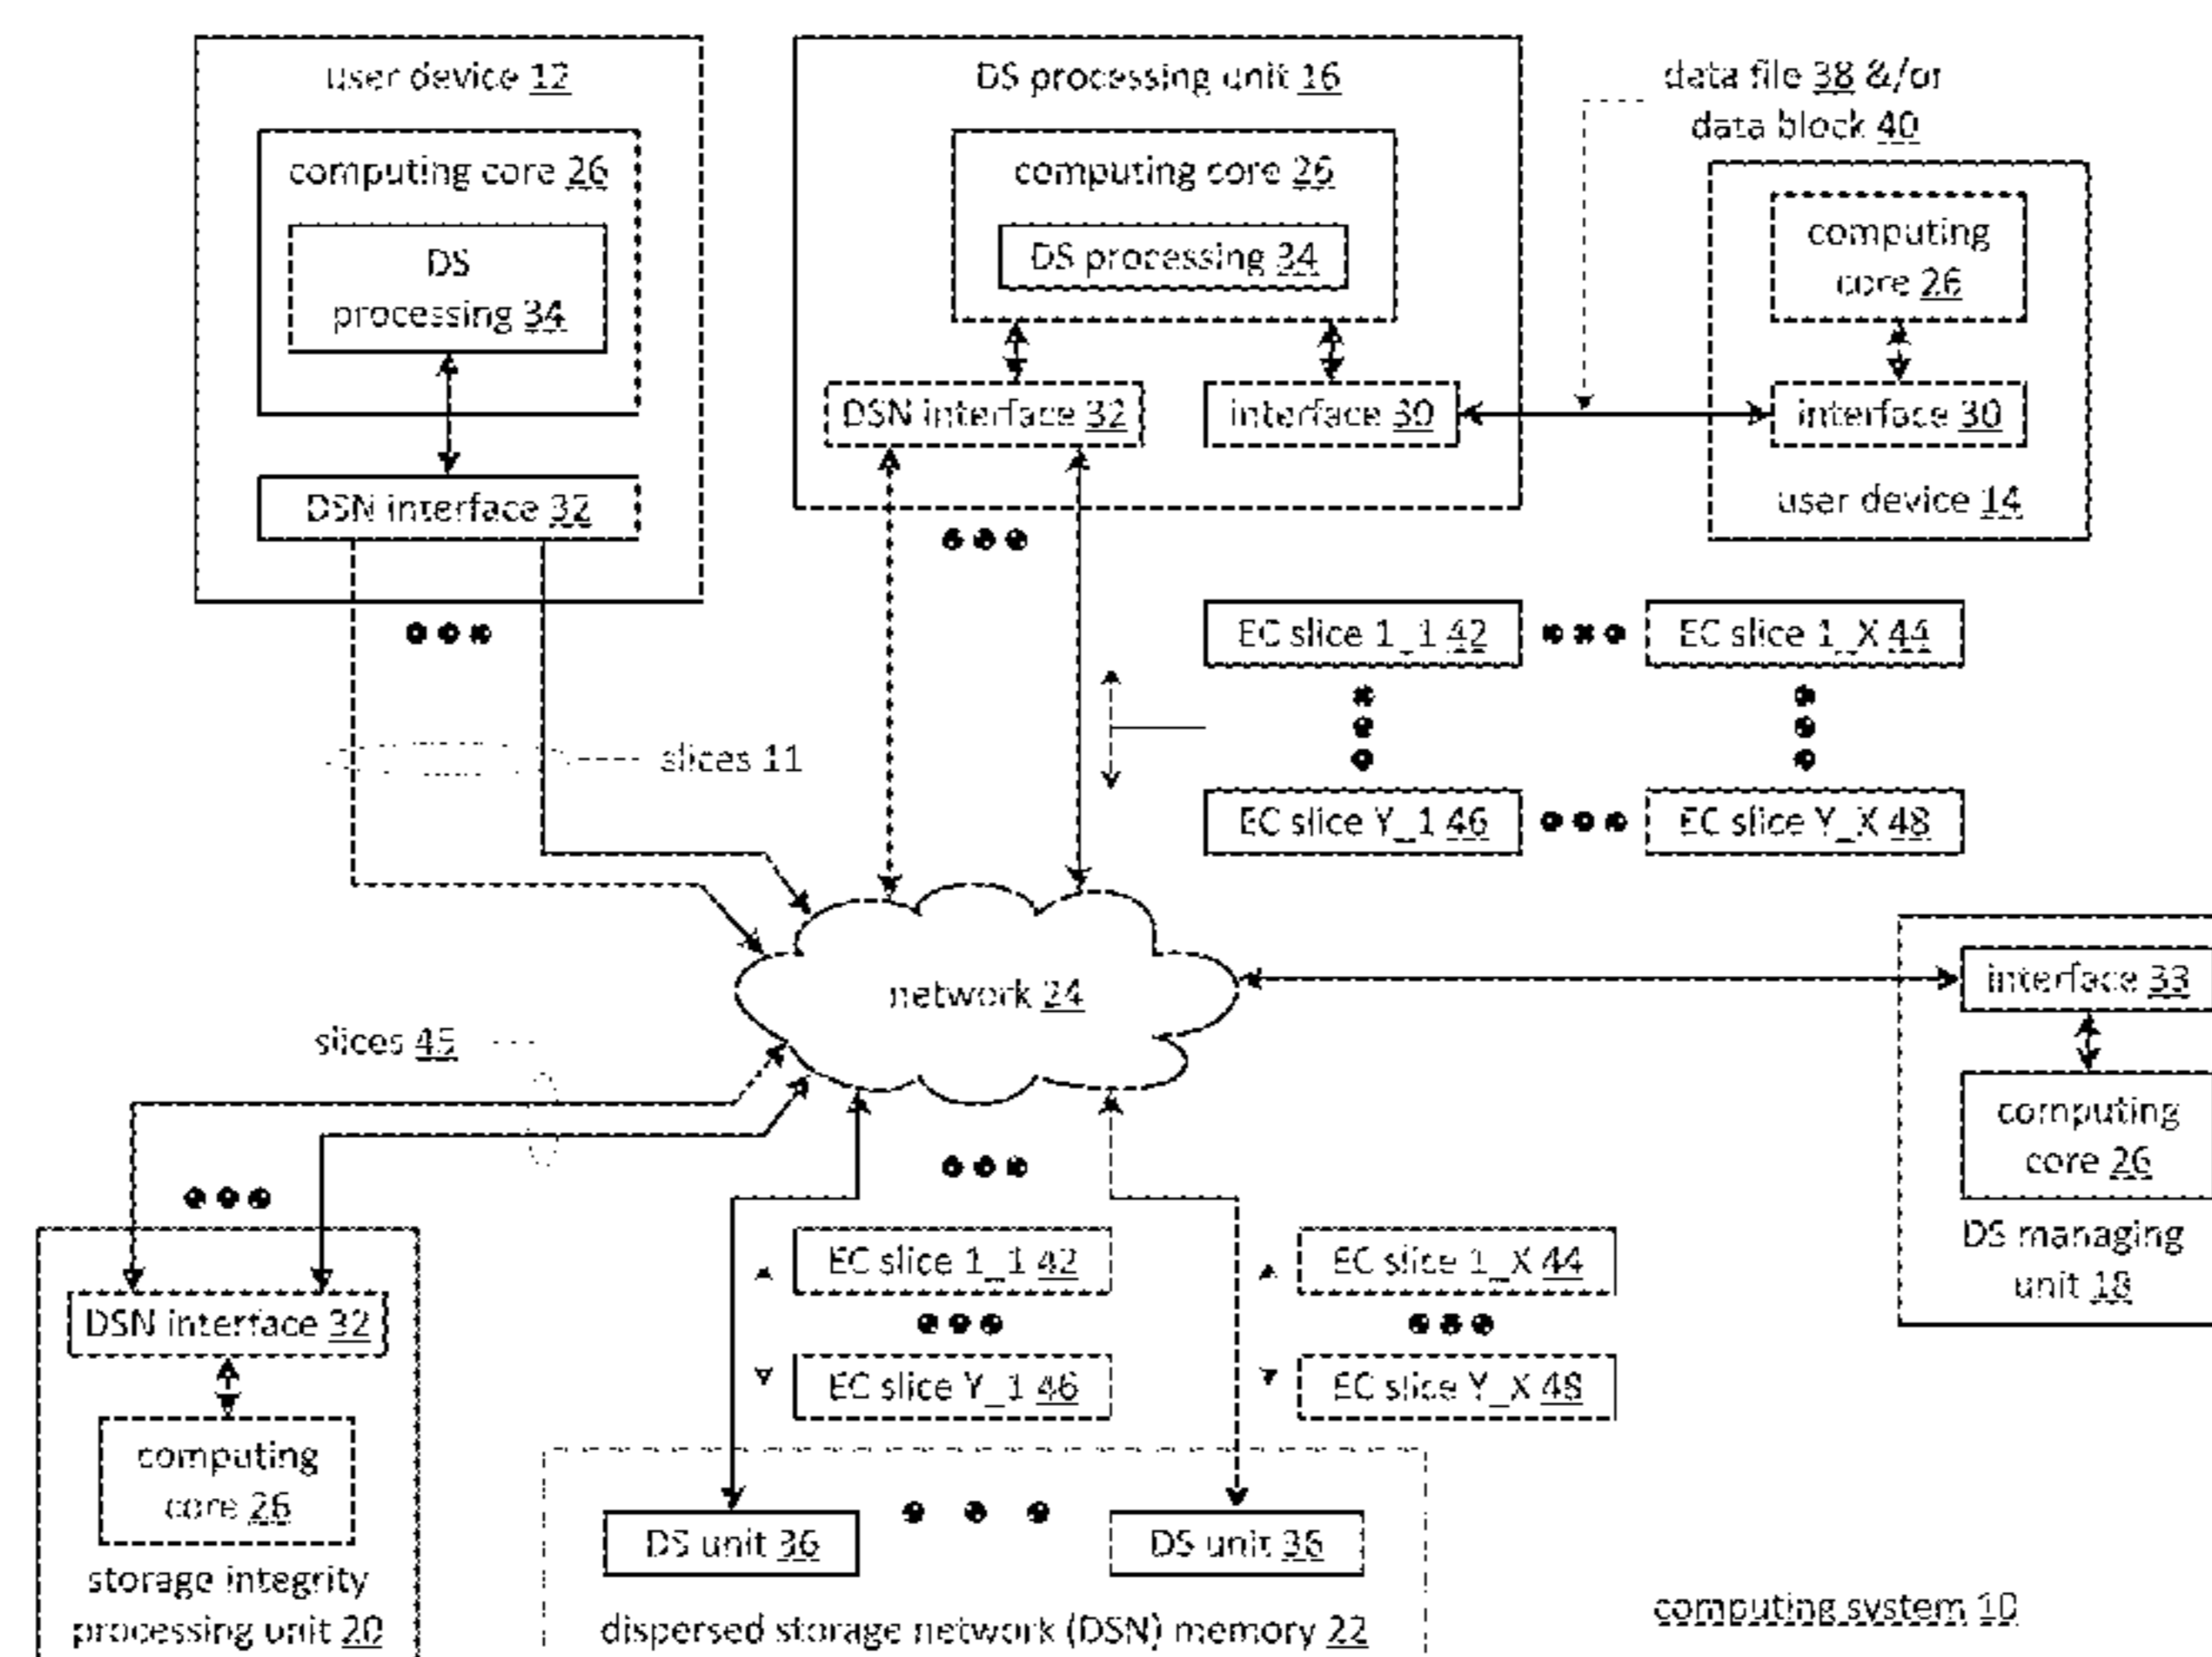 user device 12
computing core 26
DS
processing 34
DSN interface 32
DS processing unit 16
computing core 26
DS processing 34
DSN interface 32
interface 30
data file 38 &/or
data block 40
computing
core 26
interface 30
user device 14
EC slice 1_1 42
EC slice 1_X 44
EC slice Y_1 46
EC slice Y_X 48
slices 11
network 24
interface 33
computing
core 26
DS managing
unit 18
slices 45
DSN interface 32
computing
core 26
storage integrity
processing unit 20
EC slice 1_1 42
EC slice Y_1 46
EC slice 1_X 44
EC slice Y_X 48
DS unit 36
DS unit 36
dispersed storage network (DSN) memory 22
computing system 10